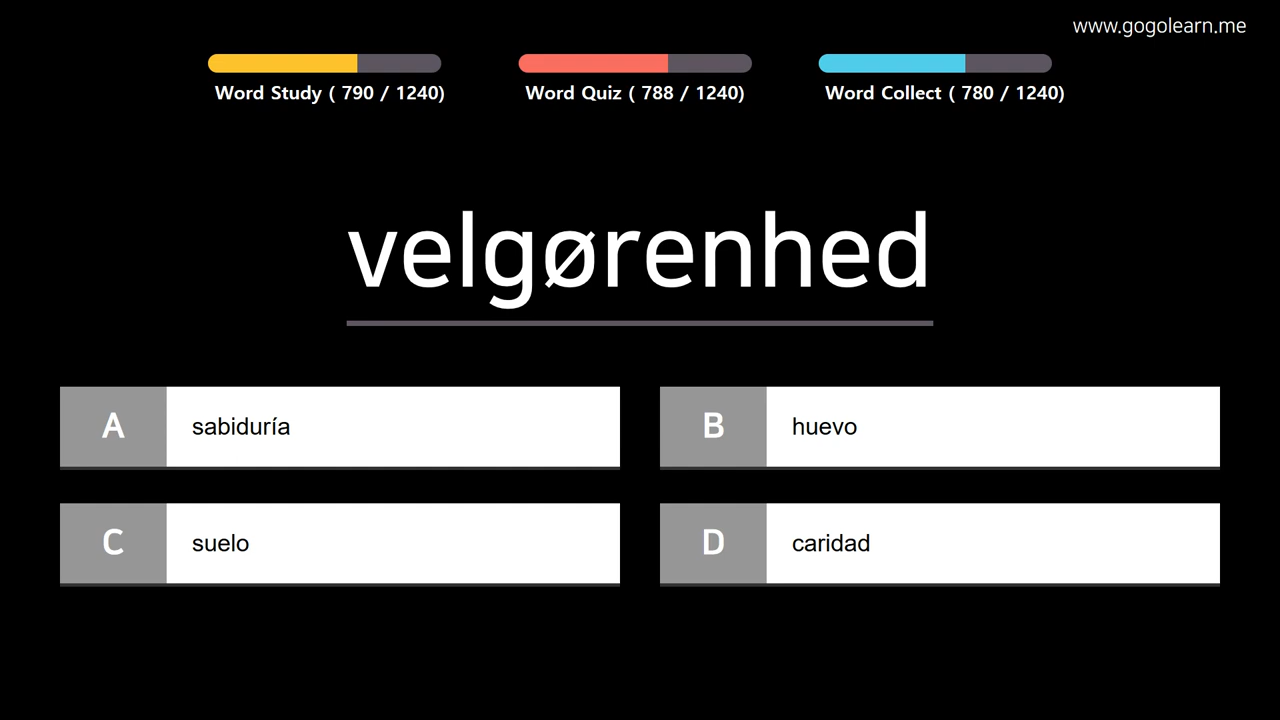 www.gogolearn.me
Word Study ( 790 / 1240)
Word Quiz ( 788 / 1240)
Word Collect ( 780 / 1240)
velgørenhed
A sabiduría
B huevo
C suelo
D caridad